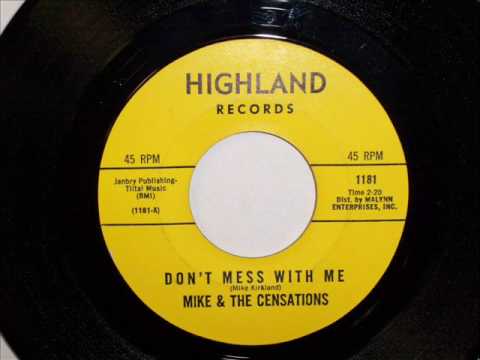 HIGHLAND
RECORDS
45 RPM
45 RPM
Janbry Publishing-
Tiltal Music
(BMI)
(1181-A)
1181
Time 2-20
Dist. by MALYNN
ENTERPRISES, INC.
DON'T MESS WITH ME
(Mike Kirkland)
MIKE & THE CENSATIONS